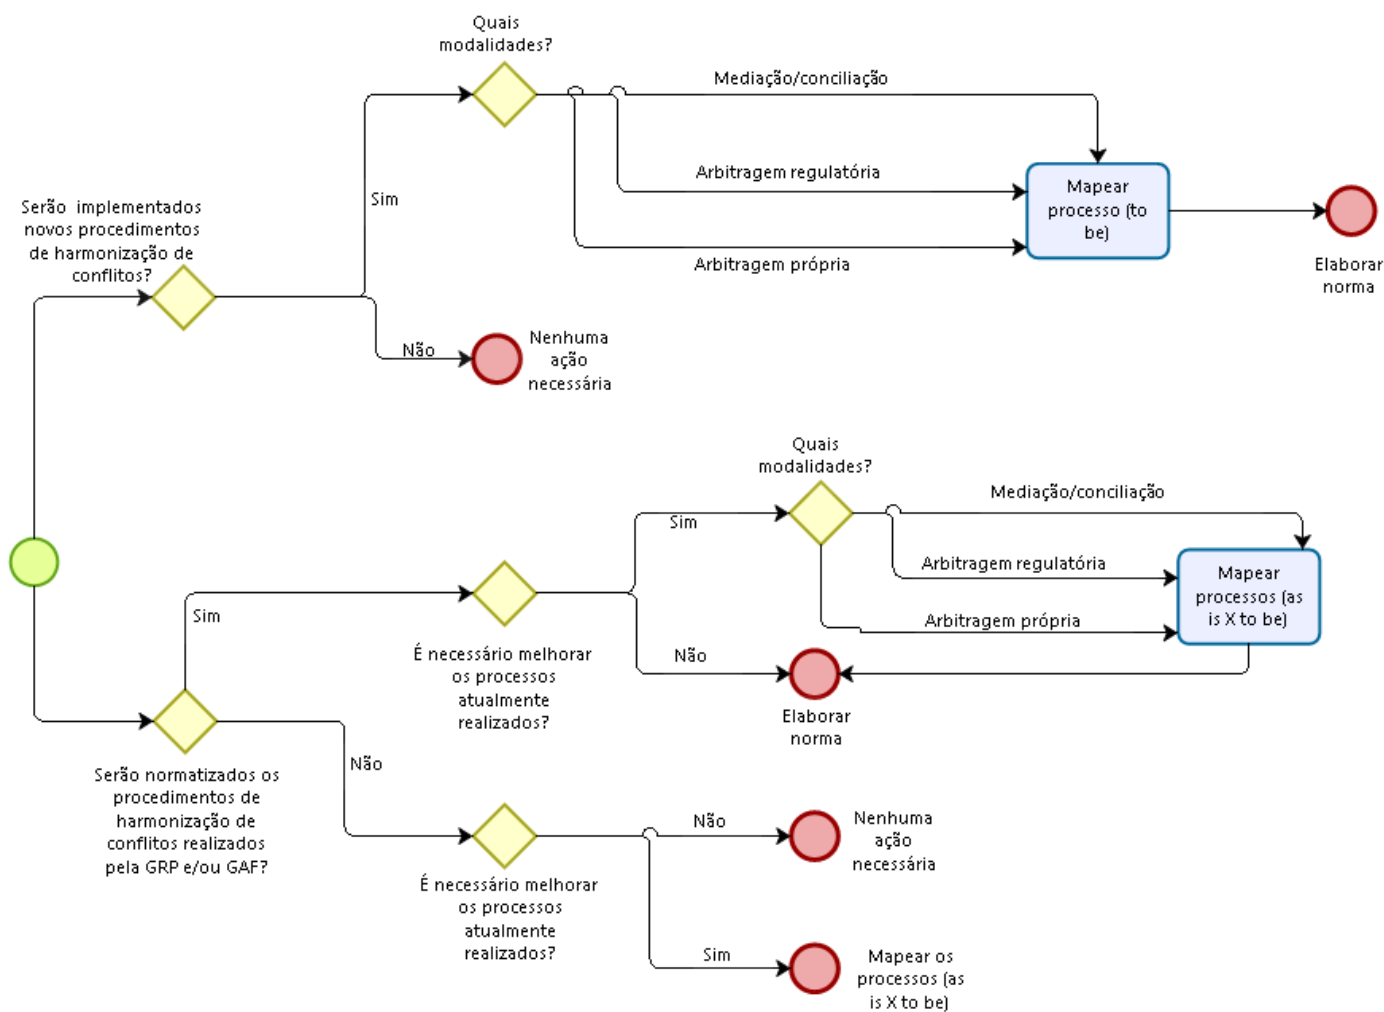 Quais
modalidades?
Mediação/conciliação
Arbitragem regulatória
Arbitragem própria
Mapear
processo (to
be)
Elaborar
norma
Sim
Serão implementados
novos procedimentos
de harmonização de
conflitos?
Não
Nenhuma
ação
necessária
Quais
modalidades?
Mediação/conciliação
Sim
Arbitragem regulatória
Arbitragem própria
Mapear
processos (as
is X to be)
Sim
É necessário melhorar
os processos
atualmente
realizados?
Não
Elaborar
norma
Serão normatizados os
procedimentos de
harmonização de
conflitos realizados
pela GRP e/ou GAF?
Não
É necessário melhorar
os processos
atualmente
realizados?
Não
Nenhuma
ação
necessária
Sim
Mapear os
processos (as
is X to be)